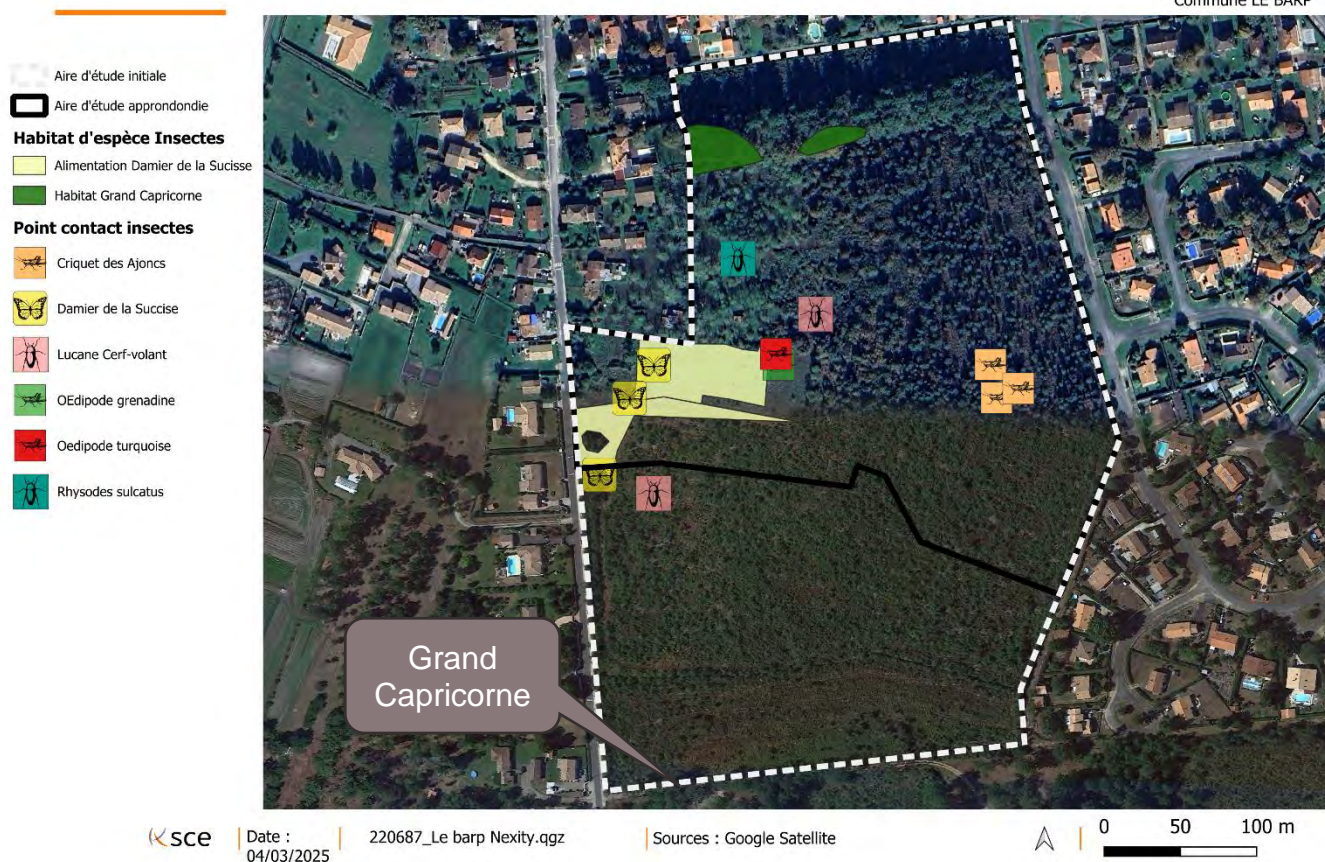 Commune LE BARP
Aire d'étude initiale
Aire d'étude approndondie
Habitat d'espèce Insectes
Alimentation Damier de la Sucisse
Habitat Grand Capricorne
Point contact insectes
Criquet des Ajoncs
Damier de la Succise
Lucane Cerf-volant
OEdipode grenadine
Oedipode turquoise
Rhysodes sulcatus
Grand
Capricorne
sce
Date :
04/03/2025
220687_Le barp Nexity.qgz
Sources : Google Satellite
0 50 100 m